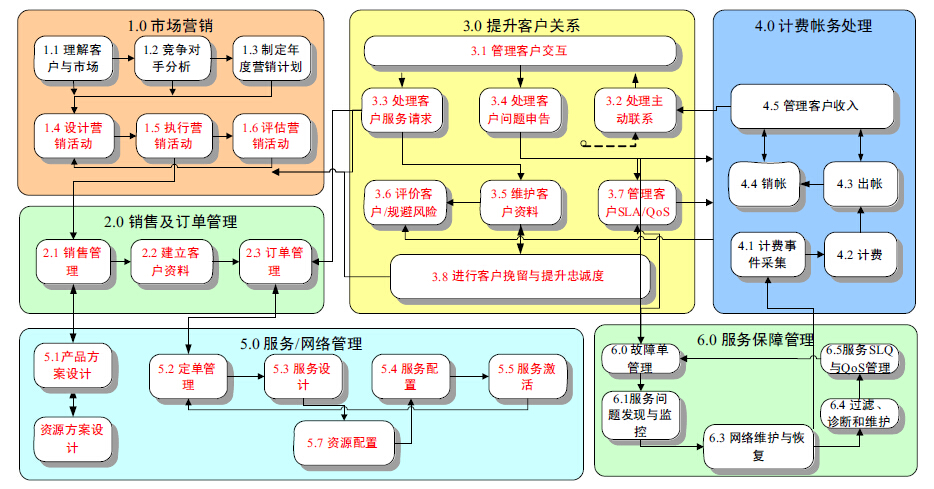 1.0 市场营销
1.1 理解客
户与市场
1.2 竞争对
手分析
1.3 制定年
度营销计划
1.4 设计营
销活动
1.5 执行营
销活动
1.6 评估营
销活动
2.0 销售及订单管理
2.1 销售管
理
2.2 建立客
户资料
2.3 订单管
理
3.0 提升客户关系
3.1 管理客户交互
3.3 处理客
户服务请求
3.4 处理客
户问题申告
3.2 处理主
动联系
3.6 评价客
户/规避风险
3.5 维护客
户资料
3.7 管理客
户SLA/QoS
3.8 进行客户挽留与提升忠诚度
4.0 计费帐务处理
4.5 管理客户收入
4.4 销帐
4.3 出帐
4.1 计费事
件采集
4.2 计费
5.0 服务/网络管理
5.1产品方
案设计
资源方案设
计
5.2 定单管
理
5.3 服务设
计
5.4 服务配
置
5.5 服务激
活
5.7 资源配置
6.0 服务保障管理
6.0 故障单
管理
6.5服务SLQ
与QoS管理
6.1服务问
题发现与
监控
6.4 过滤、
诊断和维护
6.3 网络维护与恢
复